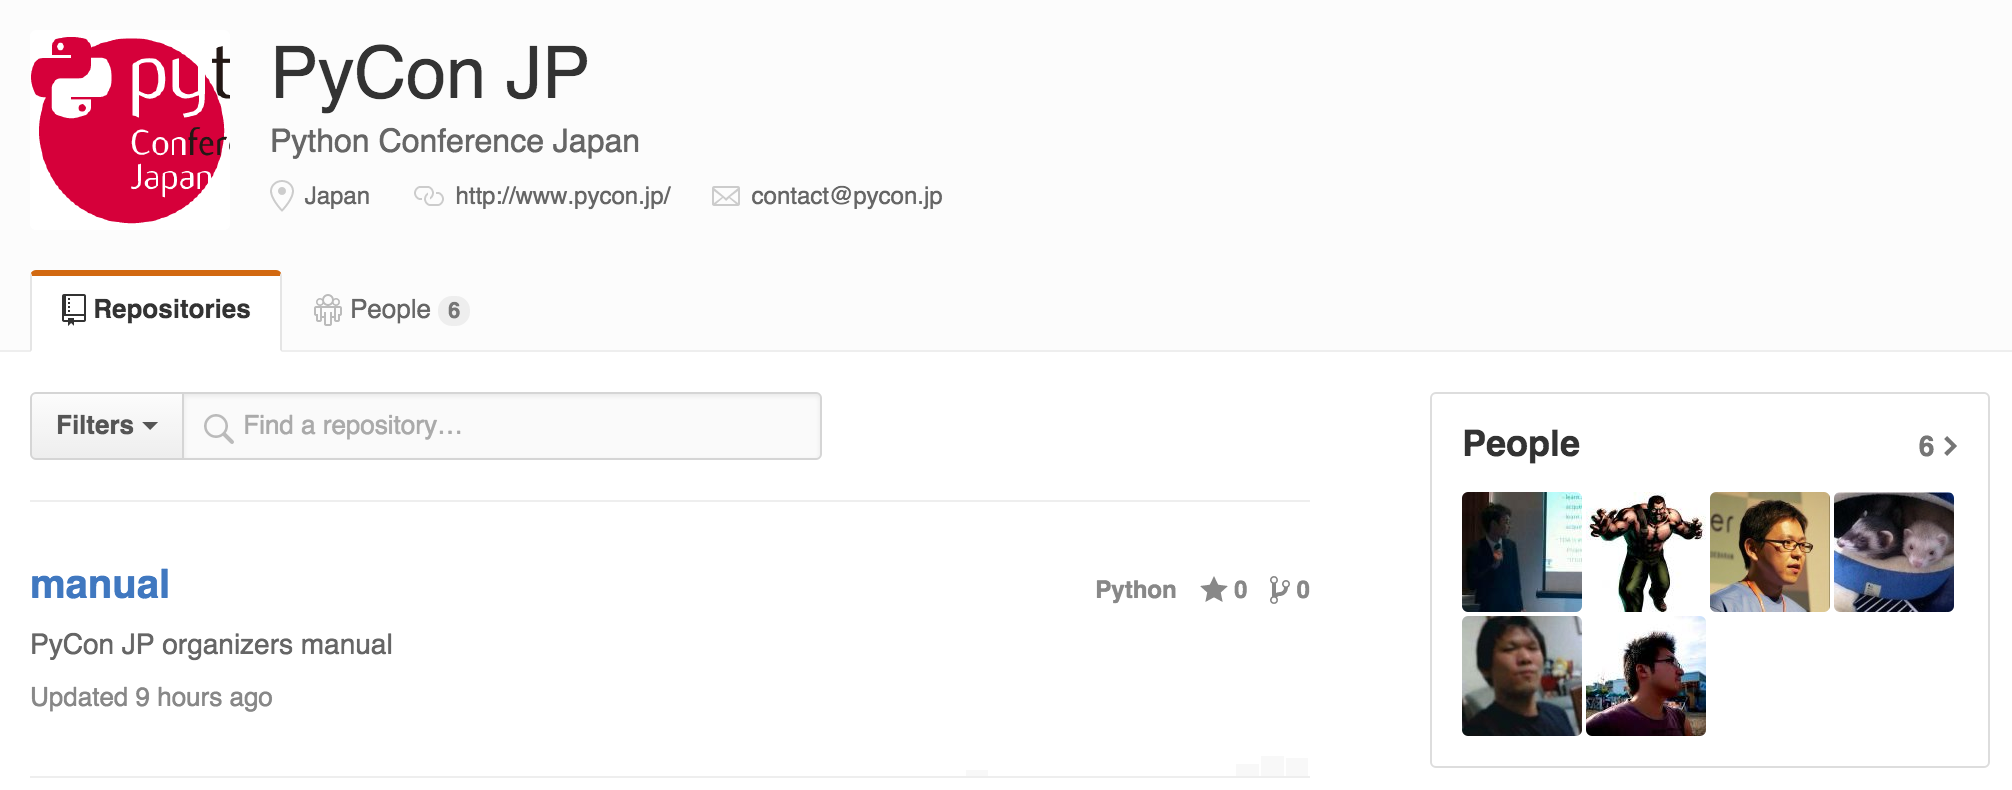 pyt
Confer
Japan
PyCon JP
Python Conference Japan
Japan http://www.pycon.jp/ contact@pycon.jp
Repositories People 6
Filters Find a repository…
People 6
manual
Python 0 0
PyCon JP organizers manual
Updated 9 hours ago
er